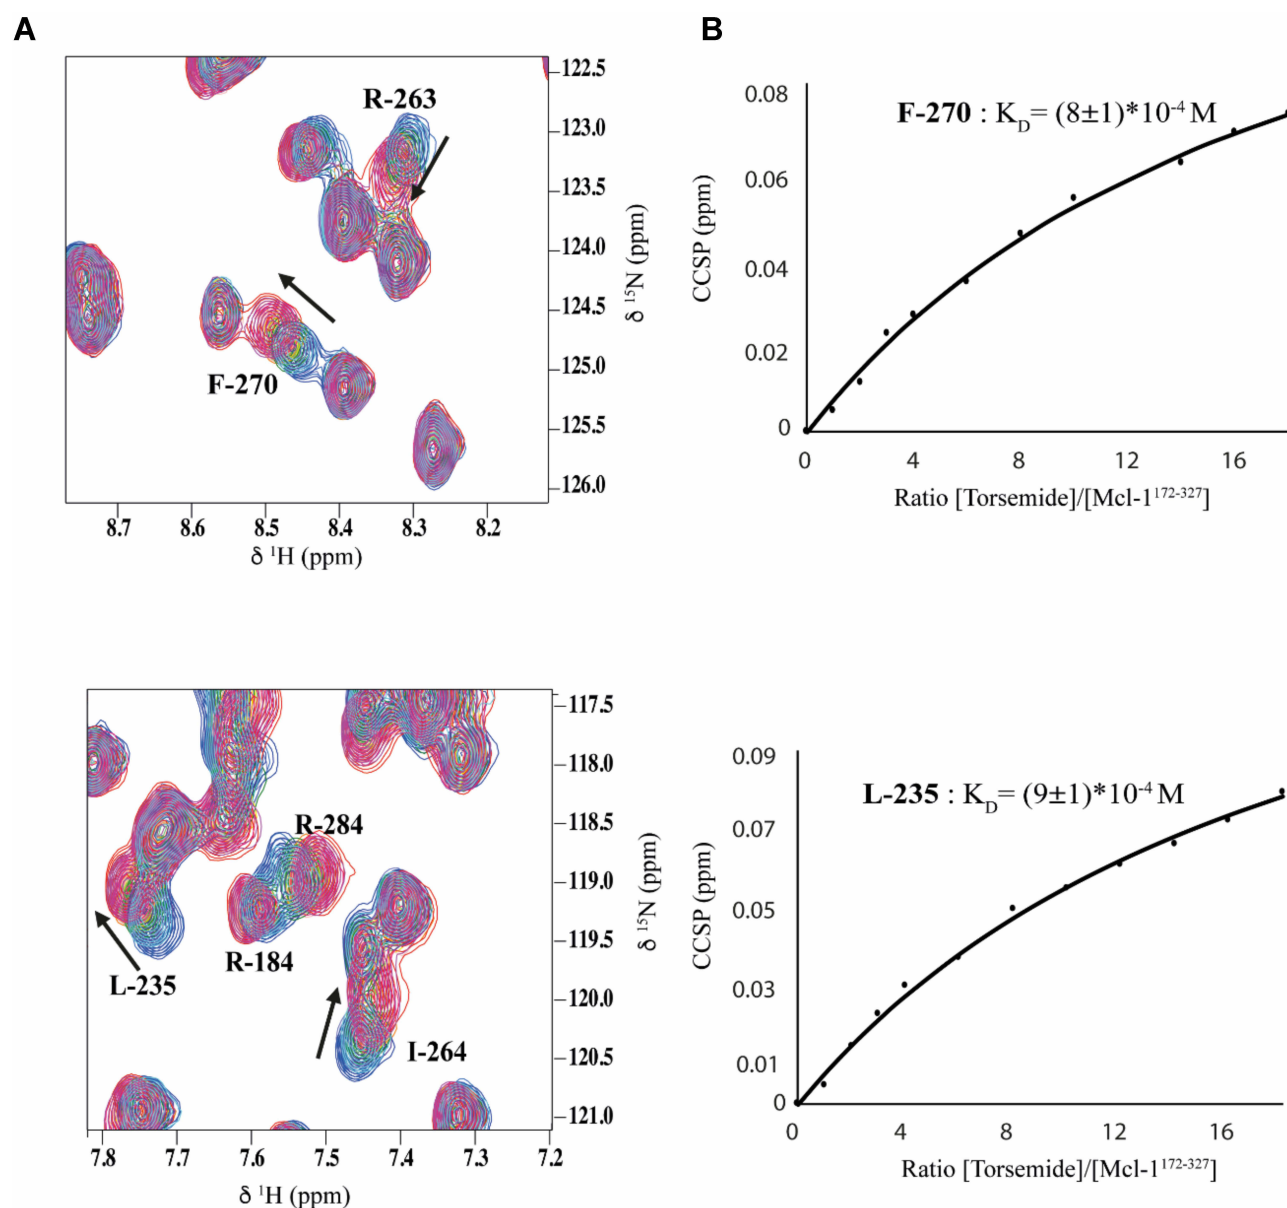 A
R-263
F-270
122.5
123.0
123.5
124.0
124.5
125.0
125.5
126.0
δ ¹⁵N (ppm)
8.7 8.6 8.5 8.4 8.3 8.2
δ ¹H (ppm)
B
F-270 : K_D= (8±1)*10⁻⁴ M
0.08
0.06
0.04
0.02
0
CCSP (ppm)
0 4 8 12 16
Ratio [Torsemide]/[Mcl-1¹⁷²⁻³²⁷]
R-284
R-184
L-235
I-264
117.5
118.0
118.5
119.0
119.5
120.0
120.5
121.0
δ ¹⁵N (ppm)
7.8 7.7 7.6 7.5 7.4 7.3 7.2
δ ¹H (ppm)
L-235 : K_D= (9±1)*10⁻⁴ M
0.09
0.07
0.05
0.03
0.01
0
CCSP (ppm)
0 4 8 12 16
Ratio [Torsemide]/[Mcl-1¹⁷²⁻³²⁷]